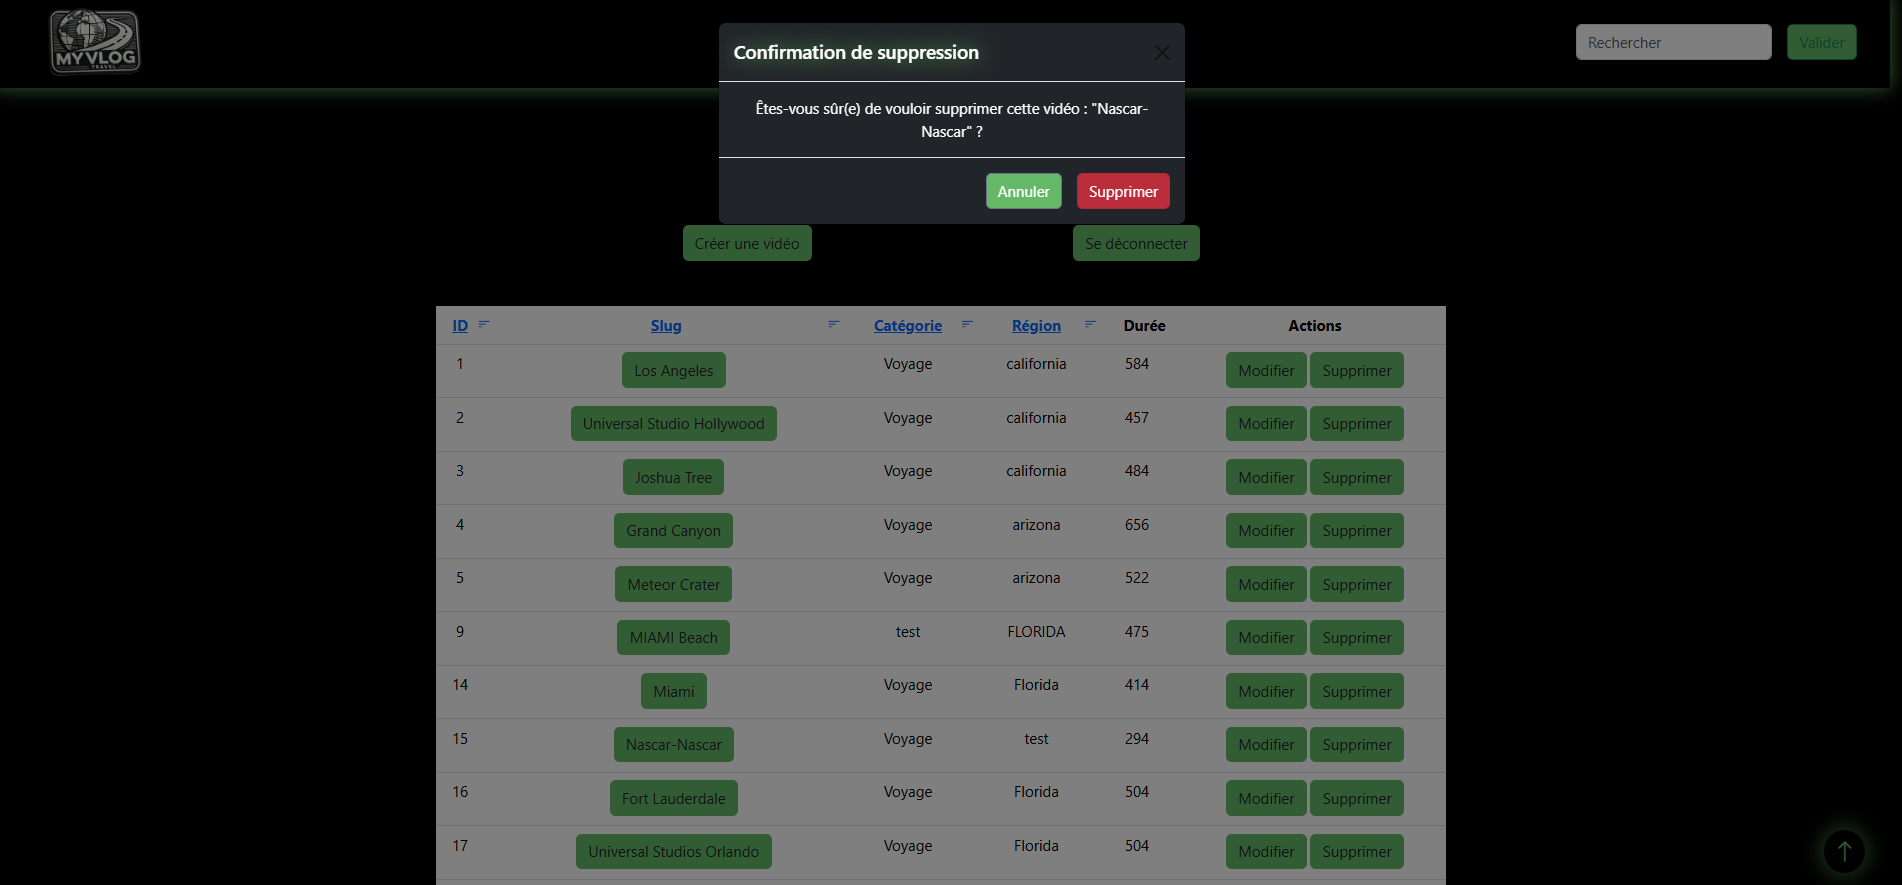 MY VLOG
TRAVEL
Rechercher
Valider
Confirmation de suppression
Êtes-vous sûr(e) de vouloir supprimer cette vidéo : "Nascar-
Nascar" ?
Annuler Supprimer
Créer une vidéo Se déconnecter
ID Slug Catégorie Région Durée Actions
1 Los Angeles Voyage california 584 Modifier Supprimer
2 Universal Studio Hollywood Voyage california 457 Modifier Supprimer
3 Joshua Tree Voyage california 484 Modifier Supprimer
4 Grand Canyon Voyage arizona 656 Modifier Supprimer
5 Meteor Crater Voyage arizona 522 Modifier Supprimer
9 MIAMI Beach test FLORIDA 475 Modifier Supprimer
14 Miami Voyage Florida 414 Modifier Supprimer
15 Nascar-Nascar Voyage test 294 Modifier Supprimer
16 Fort Lauderdale Voyage Florida 504 Modifier Supprimer
17 Universal Studios Orlando Voyage Florida 504 Modifier Supprimer